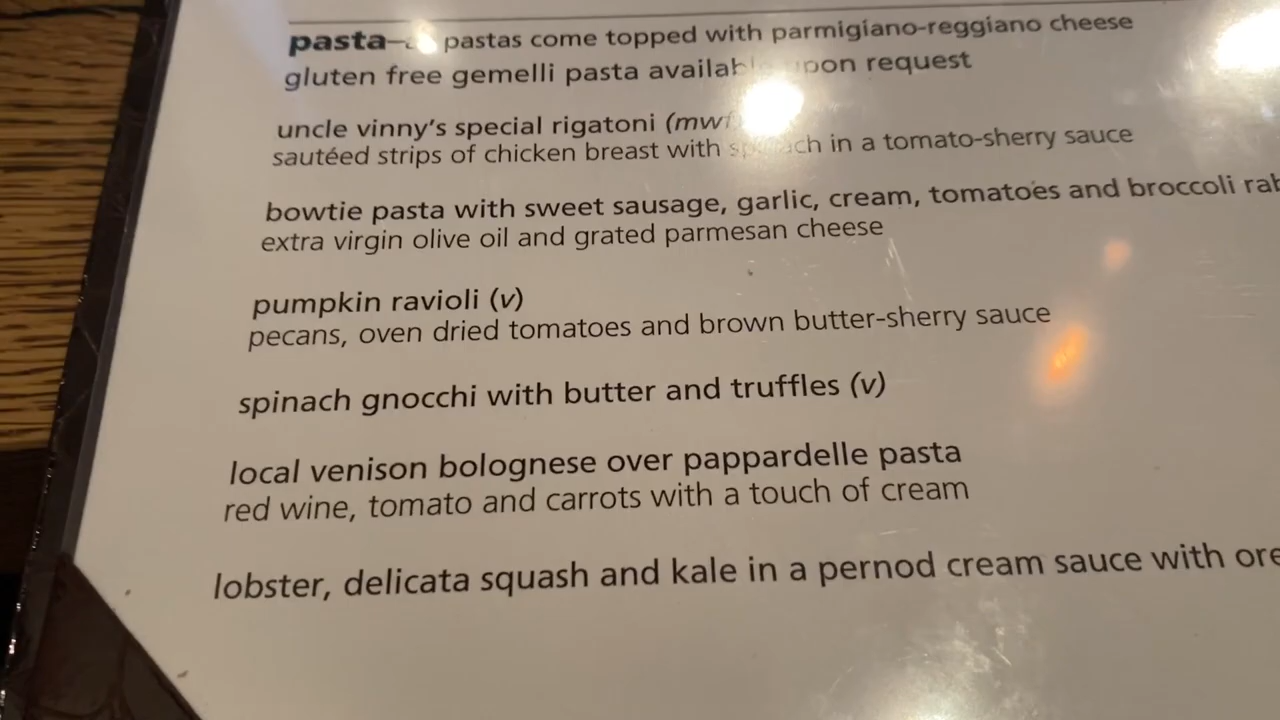 pasta— pastas come topped with parmigiano-reggiano cheese
gluten free gemelli pasta available upon request
uncle vinny's special rigatoni
sautéed strips of chicken breast with spinach in a tomato-sherry sauce
bowtie pasta with sweet sausage, garlic, cream, tomatoes and broccoli
extra virgin olive oil and grated parmesan cheese
pumpkin ravioli (v)
pecans, oven dried tomatoes and brown butter-sherry sauce
spinach gnocchi with butter and truffles (v)
local venison bolognese over pappardelle pasta
red wine, tomato and carrots with a touch of cream
lobster, delicata squash and kale in a pernod cream sauce with